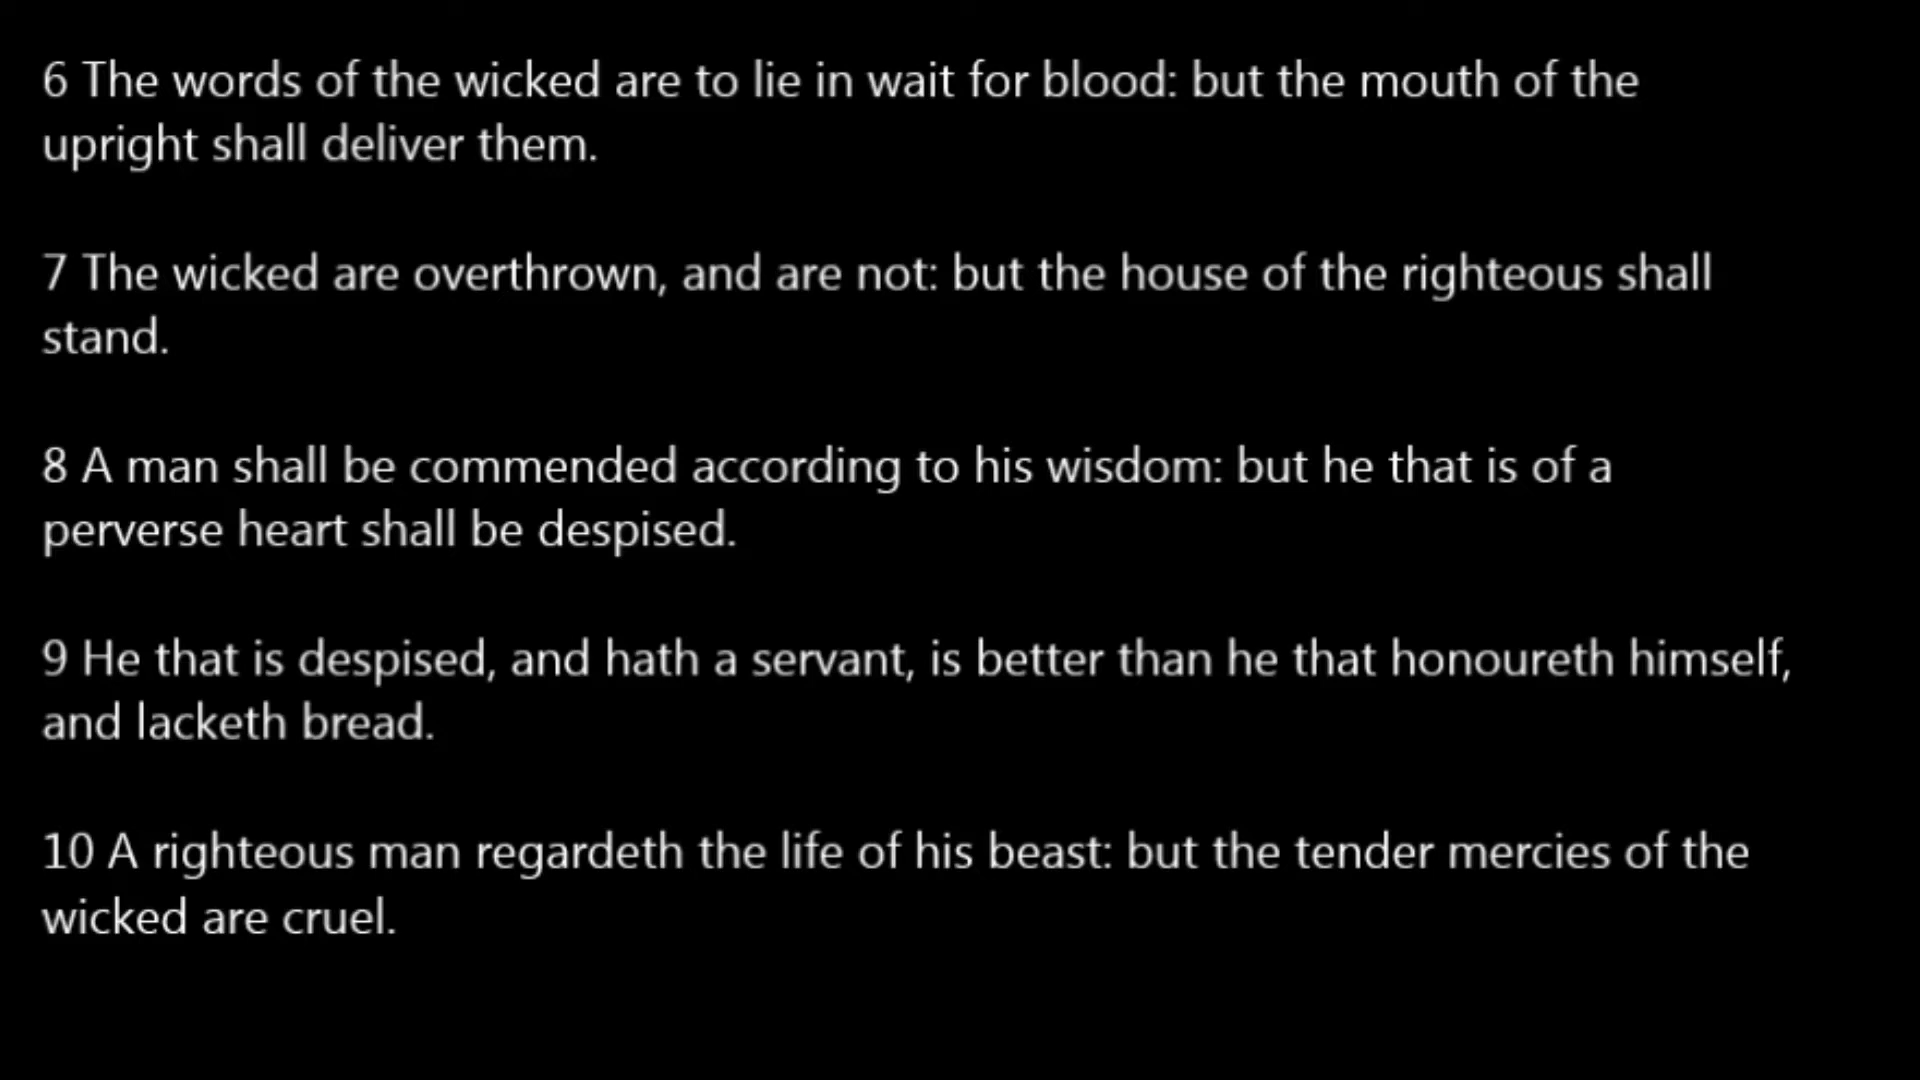 6 The words of the wicked are to lie in wait for blood: but the mouth of the
upright shall deliver them.
7 The wicked are overthrown, and are not: but the house of the righteous shall
stand.
8 A man shall be commended according to his wisdom: but he that is of a
perverse heart shall be despised.
9 He that is despised, and hath a servant, is better than he that honoureth himself,
and lacketh bread.
10 A righteous man regardeth the life of his beast: but the tender mercies of the
wicked are cruel.